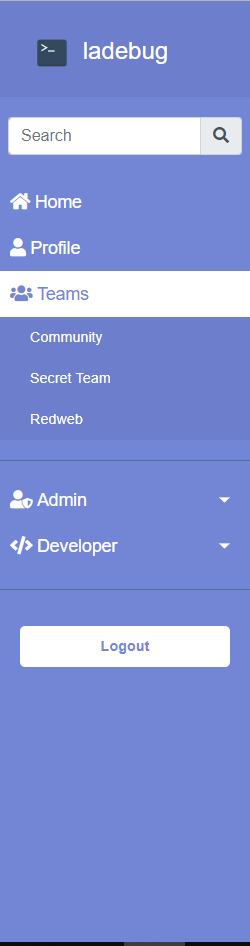 ladebug
Search
Home
Profile
Teams
Community
Secret Team
Redweb
Admin
Developer
Logout